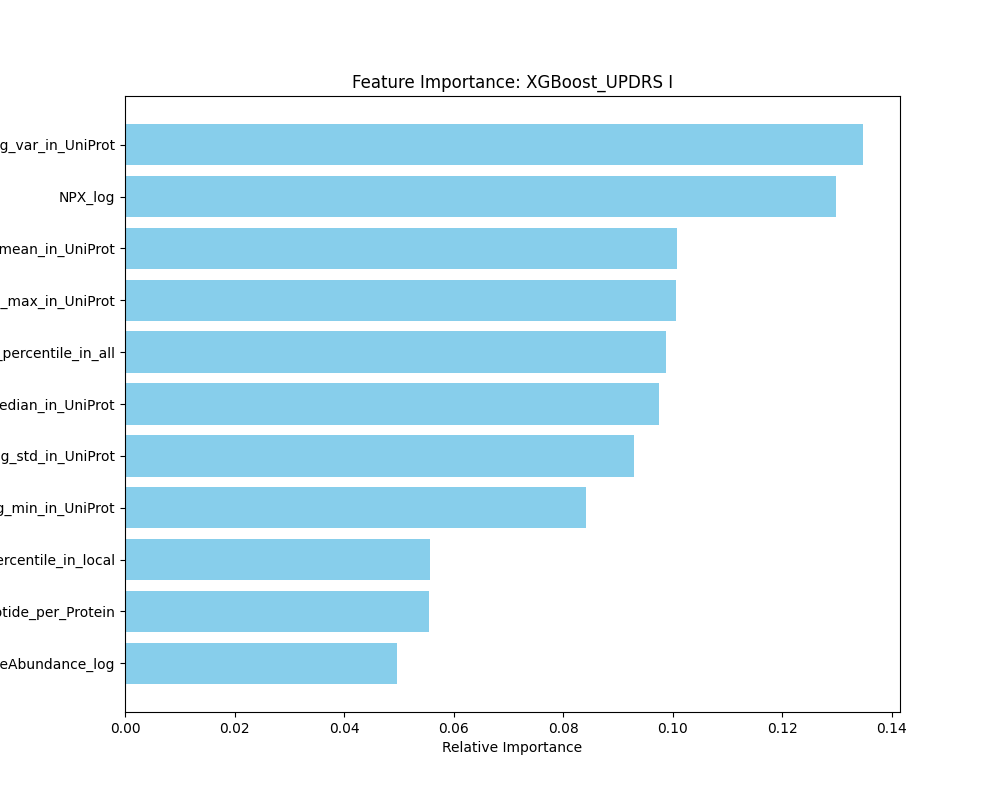 Feature Importance: XGBoost_UPDRS I
g_var_in_UniProt
NPX_log
mean_in_UniProt
_max_in_UniProt
_percentile_in_all
edian_in_UniProt
g_std_in_UniProt
g_min_in_UniProt
ercentile_in_local
tide_per_Protein
eAbundance_log
0.00 0.02 0.04 0.06 0.08 0.10 0.12 0.14
Relative Importance